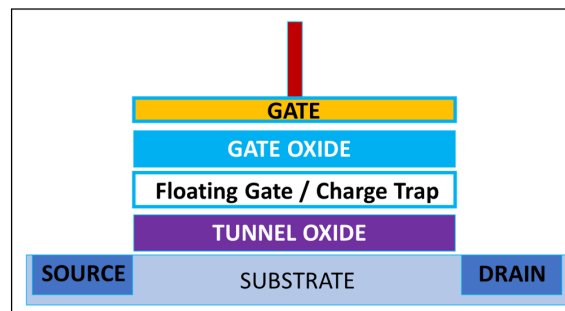 GATE
GATE OXIDE
Floating Gate / Charge Trap
TUNNEL OXIDE
SOURCE
SUBSTRATE
DRAIN